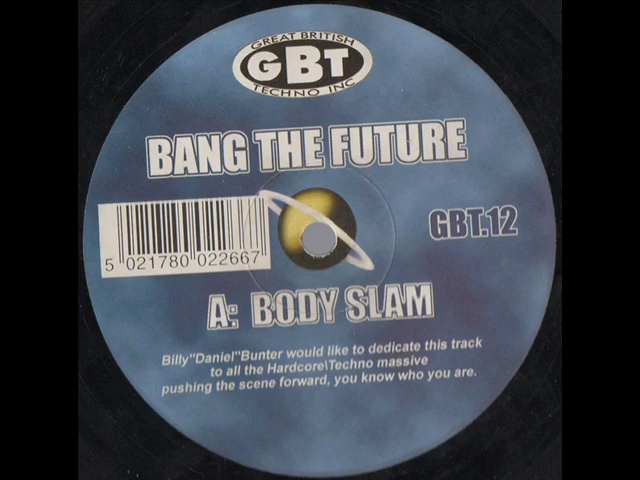 GREAT BRITISH
GBT
TECHNO INC
BANG THE FUTURE
5 021780 022667
GBT.12
A: BODY SLAM
Billy"Daniel"Bunter would like to dedicate this track
to all the Hardcore\Techno massive
pushing the scene forward, you know who you are.